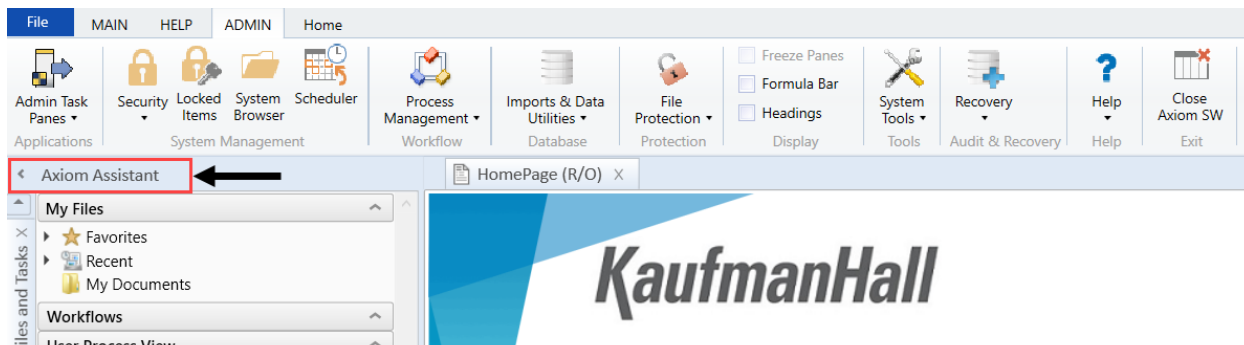 File MAIN HELP ADMIN Home
Admin Task Panes
Security
Locked Items
System Browser
Scheduler
Process Management
Imports & Data Utilities
File Protection
Freeze Panes
Formula Bar
Headings
System Tools
Recovery
Help
Close Axiom SW
Applications System Management Workflow Database Protection Display Tools Audit & Recovery Help Exit
Axiom Assistant
HomePage (R/O) X
My Files
Favorites
Recent
My Documents
Workflows
Files and Tasks
User Process View
KaufmanHall